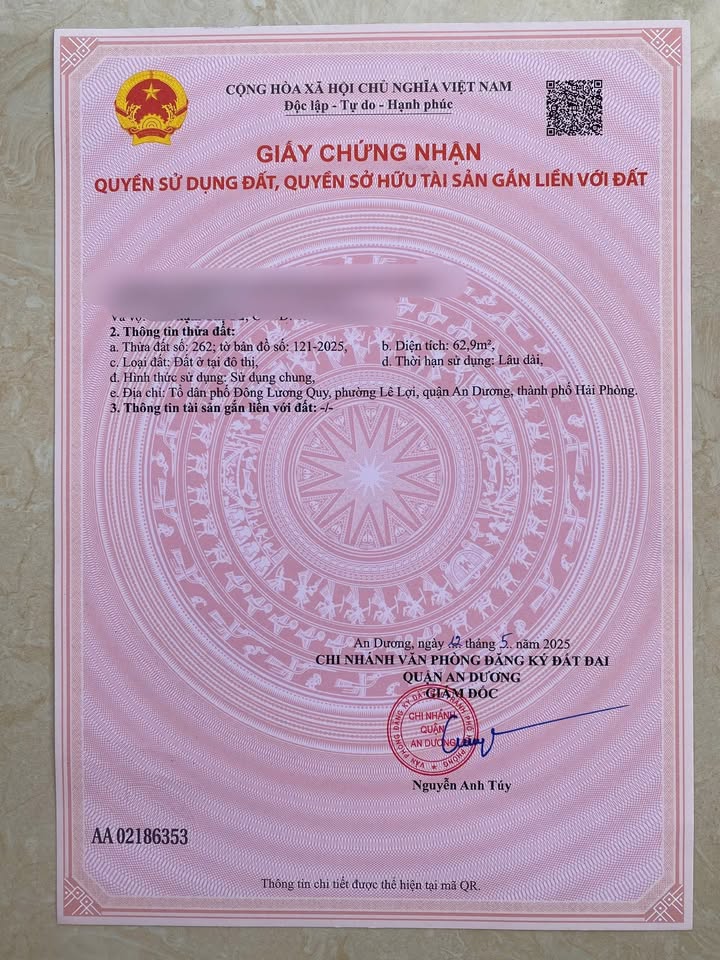 CỘNG HÒA XÃ HỘI CHỦ NGHĨA VIỆT NAM
Độc lập - Tự do - Hạnh phúc
GIẤY CHỨNG NHẬN
QUYỀN SỬ DỤNG ĐẤT, QUYỀN SỞ HỮU TÀI SẢN GẮN LIỀN VỚI ĐẤT
2. Thông tin thửa đất:
a. Thửa đất số: 262; tờ bản đồ số: 121-2025, b. Diện tích: 62,9m²,
c. Loại đất: Đất ở tại đô thị, d. Thời hạn sử dụng: Lâu dài,
đ. Hình thức sử dụng: Sử dụng chung,
e. Địa chỉ: Tổ dân phố Đông Lương Quy, phường Lê Lợi, quận An Dương, thành phố Hải Phòng.
3. Thông tin tài sản gắn liền với đất: -/-
An Dương, ngày 12 tháng 5 năm 2025
CHI NHÁNH VĂN PHÒNG ĐĂNG KÝ ĐẤT ĐAI
QUẬN AN DƯƠNG
GIÁM ĐỐC
CHI NHÁNH
QUẬN
AN DƯƠNG
Nguyễn Anh Túy
AA 02186353
Thông tin chi tiết được thể hiện tại mã QR.